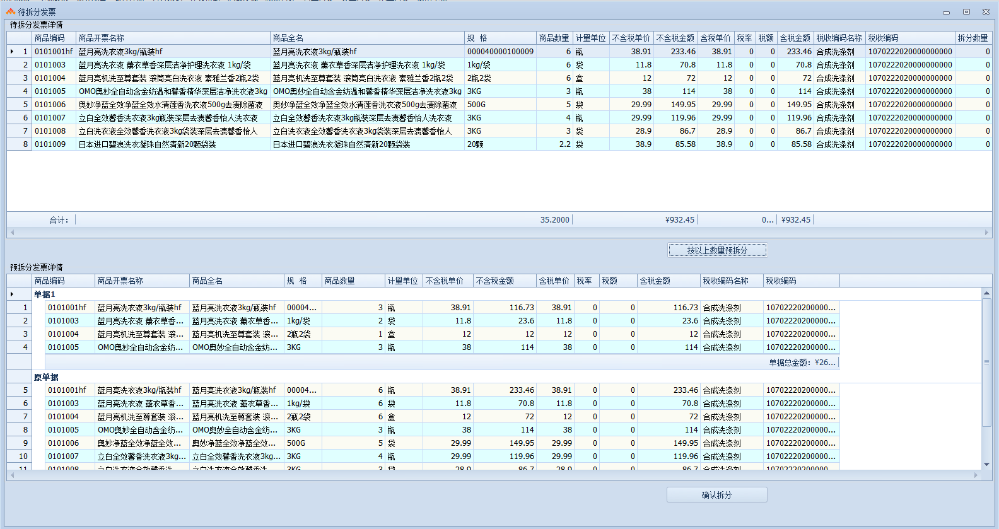 待拆分发票
待拆分发票详情
商品编码 商品开票名称 商品全名 规 格 商品数量 计量单位 不含税单价 不含税金额 含税单价 税率 税额 含税金额 税收编码名称 税收编码 拆分数量
1 0101001hf 蓝月亮洗衣液3kg/瓶装hf 蓝月亮洗衣液3kg/瓶装hf 000040000100009 6 瓶 38.91 233.46 38.91 0 0 233.46 合成洗涤剂 1070222020000000000 0
2 0101003 蓝月亮洗衣液 薰衣草香深层洁净护理洗衣液 1kg/袋 蓝月亮洗衣液 薰衣草香深层洁净护理洗衣液 1kg/袋 1kg/袋 6 袋 11.8 70.8 11.8 0 0 70.8 合成洗涤剂 1070222020000000000 0
3 0101004 蓝月亮机洗至尊套装 滚筒亮白洗衣液 素雅兰香2瓶2袋 蓝月亮机洗至尊套装 滚筒亮白洗衣液 素雅兰香2瓶2袋 2瓶2袋 6 盒 12 72 12 0 0 72 合成洗涤剂 1070222020000000000 0
4 0101005 OMO奥妙全自动含金纺温和馨香精华深层洁净洗衣液3kg OMO奥妙全自动含金纺温和馨香精华深层洁净洗衣液3kg 3KG 3 瓶 38 114 38 0 0 114 合成洗涤剂 1070222020000000000 0
5 0101006 奥妙净蓝全效净蓝全效水清莲香洗衣液500g去渍除菌液 奥妙净蓝全效净蓝全效水清莲香洗衣液500g去渍除菌液 500G 5 袋 29.99 149.95 29.99 0 0 149.95 合成洗涤剂 1070222020000000000 0
6 0101007 立白全效馨香洗衣液3kg瓶装深层去渍馨香怡人洗衣液 立白全效馨香洗衣液3kg瓶装深层去渍馨香怡人洗衣液 3KG 4 瓶 29.99 119.96 29.99 0 0 119.96 合成洗涤剂 1070222020000000000 0
7 0101008 立白洗衣液全效馨香洗衣液3kg袋装深层去渍馨香怡人 立白洗衣液全效馨香洗衣液3kg袋装深层去渍馨香怡人 3KG 3 袋 28.9 86.7 28.9 0 0 86.7 合成洗涤剂 1070222020000000000 0
8 0101009 日本进口碧浪洗衣凝珠自然清新20颗袋装 日本进口碧浪洗衣凝珠自然清新20颗袋装 20颗 2.2 袋 38.9 85.58 38.9 0 0 85.58 合成洗涤剂 1070222020000000000 0
合计: 35.2000 ¥932.45 0... ¥932.45
按以上数量预拆分
预拆分发票详情
商品编码 商品开票名称 商品全名 规 格 商品数量 计量单位 不含税单价 不含税金额 含税单价 税率 税额 含税金额 税收编码名称 税收编码
单据1
1 0101001hf 蓝月亮洗衣液3kg/瓶装hf 蓝月亮洗衣液3kg/瓶装hf 00004... 3 瓶 38.91 116.73 38.91 0 0 116.73 合成洗涤剂 10702220200000...
2 0101003 蓝月亮洗衣液 薰衣草香... 蓝月亮洗衣液 薰衣草香... 1kg/袋 2 袋 11.8 23.6 11.8 0 0 23.6 合成洗涤剂 10702220200000...
3 0101004 蓝月亮机洗至尊套装 滚... 蓝月亮机洗至尊套装 滚... 2瓶2袋 1 盒 12 12 12 0 0 12 合成洗涤剂 10702220200000...
4 0101005 OMO奥妙全自动含金纺... OMO奥妙全自动含金纺... 3KG 3 瓶 38 114 38 0 0 114 合成洗涤剂 10702220200000...
单据总金额: ¥26...
原单据
5 0101001hf 蓝月亮洗衣液3kg/瓶装hf 蓝月亮洗衣液3kg/瓶装hf 00004... 6 瓶 38.91 233.46 38.91 0 0 233.46 合成洗涤剂 10702220200000...
6 0101003 蓝月亮洗衣液 薰衣草香... 蓝月亮洗衣液 薰衣草香... 1kg/袋 6 袋 11.8 70.8 11.8 0 0 70.8 合成洗涤剂 10702220200000...
7 0101004 蓝月亮机洗至尊套装 滚... 蓝月亮机洗至尊套装 滚... 2瓶2袋 6 盒 12 72 12 0 0 72 合成洗涤剂 10702220200000...
8 0101005 OMO奥妙全自动含金纺... OMO奥妙全自动含金纺... 3KG 3 瓶 38 114 38 0 0 114 合成洗涤剂 10702220200000...
9 0101006 奥妙净蓝全效净蓝全效... 奥妙净蓝全效净蓝全效... 500G 5 袋 29.99 149.95 29.99 0 0 149.95 合成洗涤剂 10702220200000...
10 0101007 立白全效馨香洗衣液3kg... 立白全效馨香洗衣液3kg... 3KG 4 瓶 29.99 119.96 29.99 0 0 119.96 合成洗涤剂 10702220200000...
11 0101008 立白洗衣液全效馨香洗... 立白洗衣液全效馨香洗... 3KG 3 袋 28.9 86.7 28.9 0 0 86.7 合成洗涤剂 10702220200000...
确认拆分